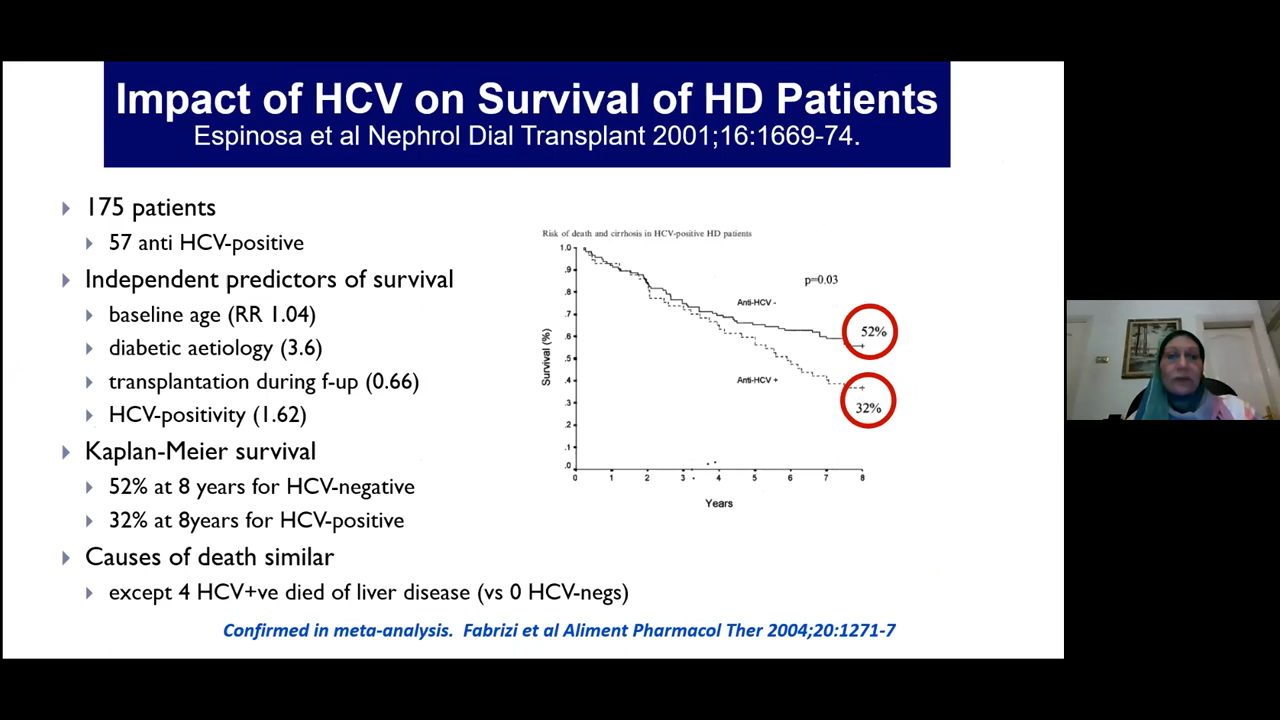 Impact of HCV on Survival of HD Patients
Espinosa et al Nephrol Dial Transplant 2001;16:1669-74.
175 patients
57 anti HCV-positive
Independent predictors of survival
baseline age (RR 1.04)
diabetic aetiology (3.6)
transplantation during f-up (0.66)
HCV-positivity (1.62)
Kaplan-Meier survival
52% at 8 years for HCV-negative
32% at 8years for HCV-positive
Causes of death similar
except 4 HCV+ve died of liver disease (vs 0 HCV-negs)
Confirmed in meta-analysis. Fabrizi et al Aliment Pharmacol Ther 2004;20:1271-7
Risk of death and cirrhosis in HCV-positive HD patients
1.0
.9
.8
.7
.6
.5
.4
.3
.2
.1
.0
Survival (%)
p=0.03
Anti-HCV -
52%
Anti-HCV +
32%
0 1 2 3 4 5 6 7 8
Years